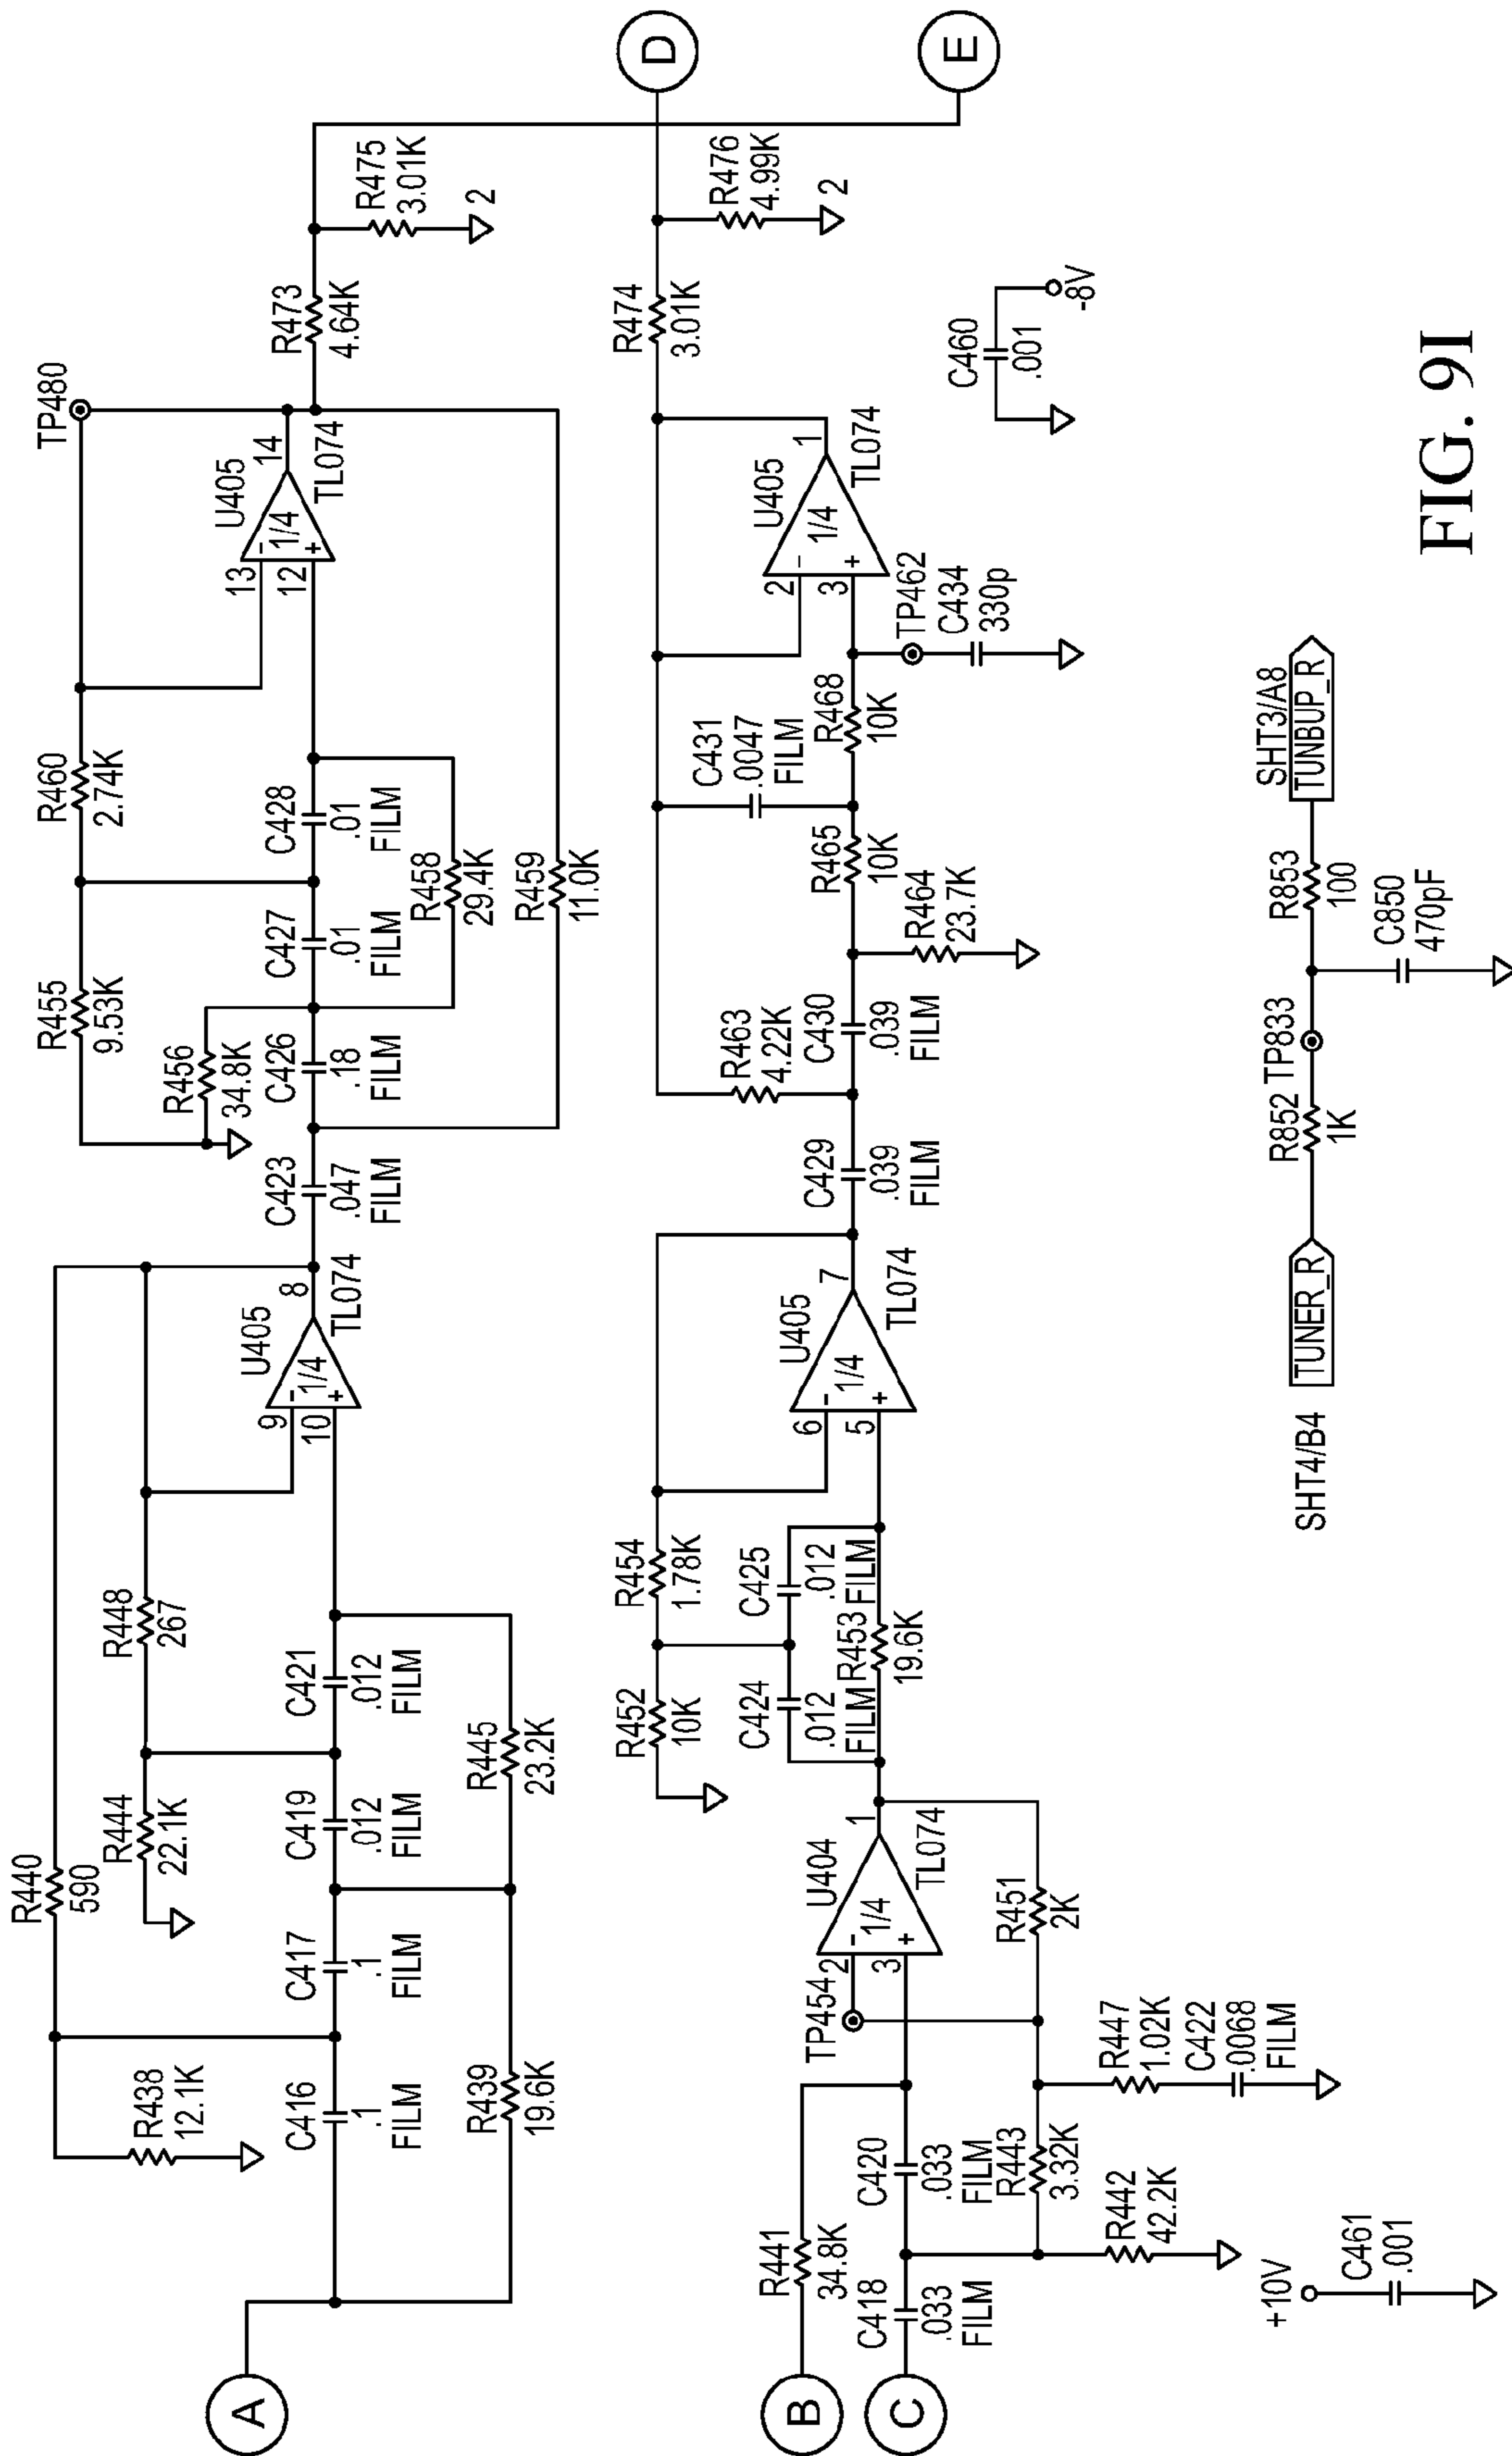 A
R438
12.1K
C416
.1
FILM
R439
19.6K
R440
590
C417
.1
FILM
R444
22.1K
C419
.012
FILM
R445
23.2K
R448
267
C421
.012
FILM
9
10
-
+
1/4
U405
8
TL074
C423
.047
FILM
R456
34.8K
C426
.18
FILM
R455
9.53K
C427
.01
FILM
R458
29.4K
R459
11.0K
R460
2.74K
C428
.01
FILM
13
12
-
+
1/4
U405
14
TL074
TP480
R473
4.64K
R475
3.01K
2
B
C
R441
34.8K
C418
.033
FILM
C420
.033
FILM
R443
3.32K
R442
42.2K
R447
1.02K
C422
.0068
FILM
TP454
2
3
-
+
1/4
U404
1
TL074
R451
2K
R452
10K
C424
.012
FILM
R454
1.78K
C425
.012
FILM
R453
19.6K
6
5
-
+
1/4
U405
7
TL074
C429
.039
FILM
R463
4.22K
C430
.039
FILM
R464
23.7K
R465
10K
C431
.0047
FILM
R468
10K
TP462
C434
330p
2
3
-
+
1/4
U405
1
TL074
R474
3.01K
R476
4.99K
2
D
E
+10V
C461
.001
C460
.001
-8V
SHT4/B4
TUNER_R
R852
1K
TP833
C850
470pF
R853
100
SHT3/A8
TUNBUP_R
FIG. 9I